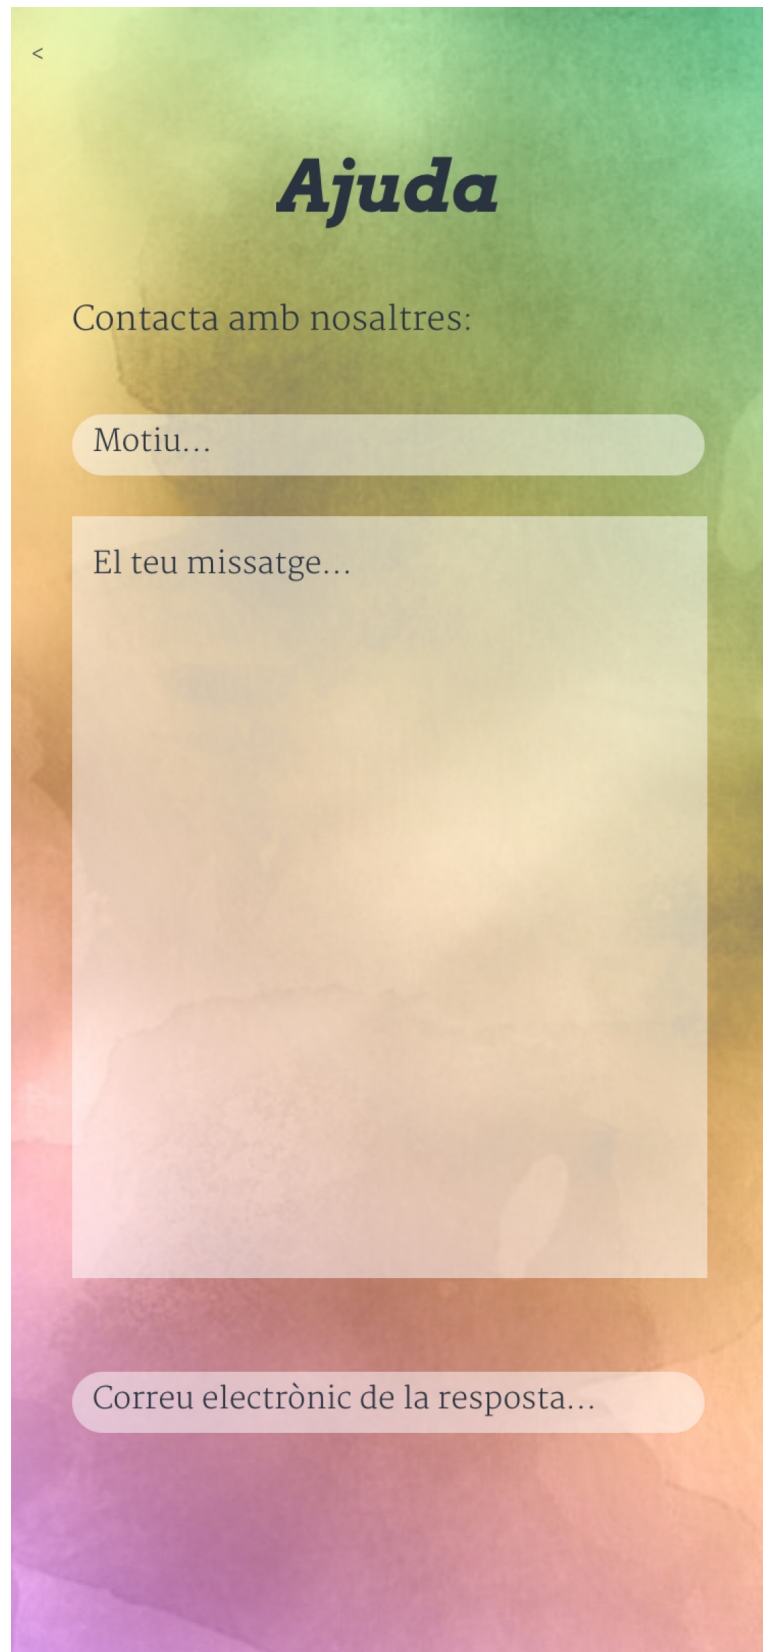 <
Ajuda
Contacta amb nosaltres:
Motiu...
El teu missatge...
Correu electrònic de la resposta...